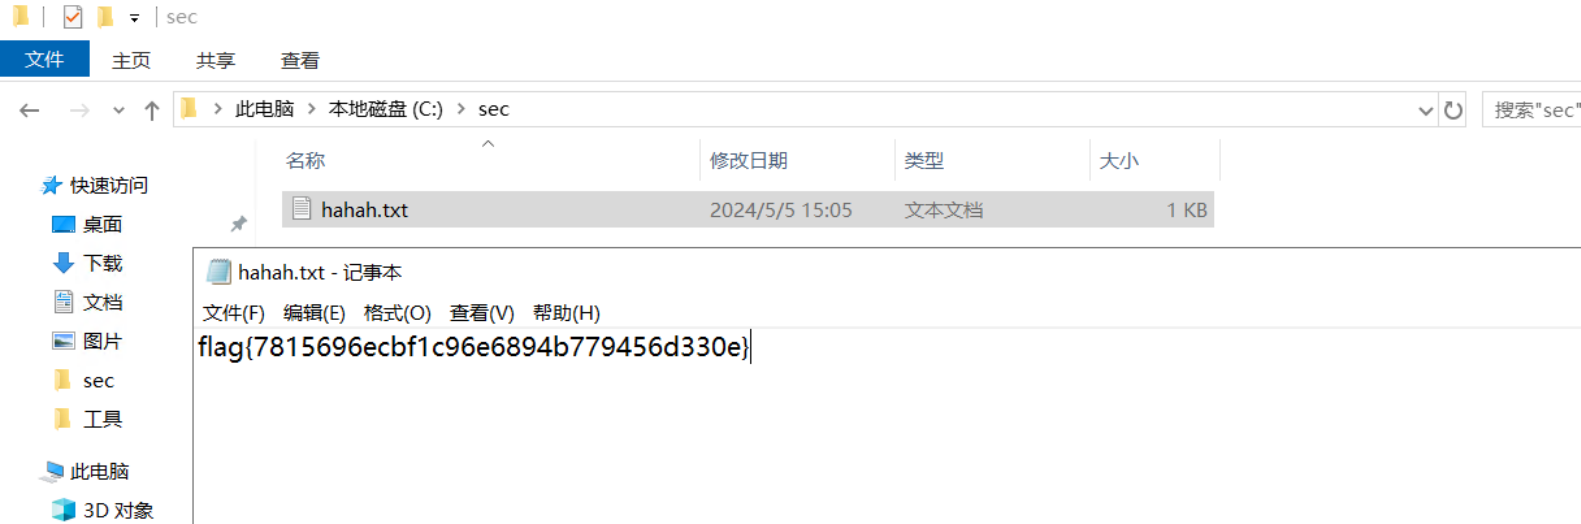 sec
文件 主页 共享 查看
此电脑 本地磁盘 (C:) sec 搜索"sec"
名称 修改日期 类型 大小
快速访问
hahah.txt 2024/5/5 15:05 文本文档 1 KB
桌面
下载
hahah.txt - 记事本
文档
文件(F) 编辑(E) 格式(O) 查看(V) 帮助(H)
图片
flag{7815696ecbf1c96e6894b779456d330e}
sec
工具
此电脑
3D 对象